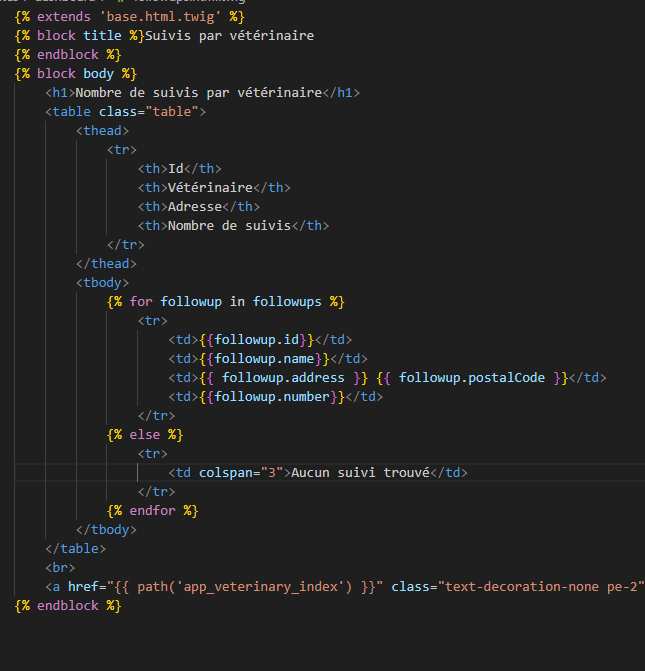 {% extends 'base.html.twig' %}
{% block title %}Suivis par vétérinaire
{% endblock %}
{% block body %}
    <h1>Nombre de suivis par vétérinaire</h1>
    <table class="table">
        <thead>
            <tr>
                <th>Id</th>
                <th>Vétérinaire</th>
                <th>Adresse</th>
                <th>Nombre de suivis</th>
            </tr>
        </thead>
        <tbody>
            {% for followup in followups %}
                <tr>
                    <td>{{followup.id}}</td>
                    <td>{{followup.name}}</td>
                    <td>{{ followup.address }} {{ followup.postalCode }}</td>
                    <td>{{followup.number}}</td>
                </tr>
            {% else %}
                <tr>
                    <td colspan="3">Aucun suivi trouvé</td>
                </tr>
            {% endfor %}
        </tbody>
    </table>
    <br>
    <a href="{{ path('app_veterinary_index') }}" class="text-decoration-none pe-2"
{% endblock %}